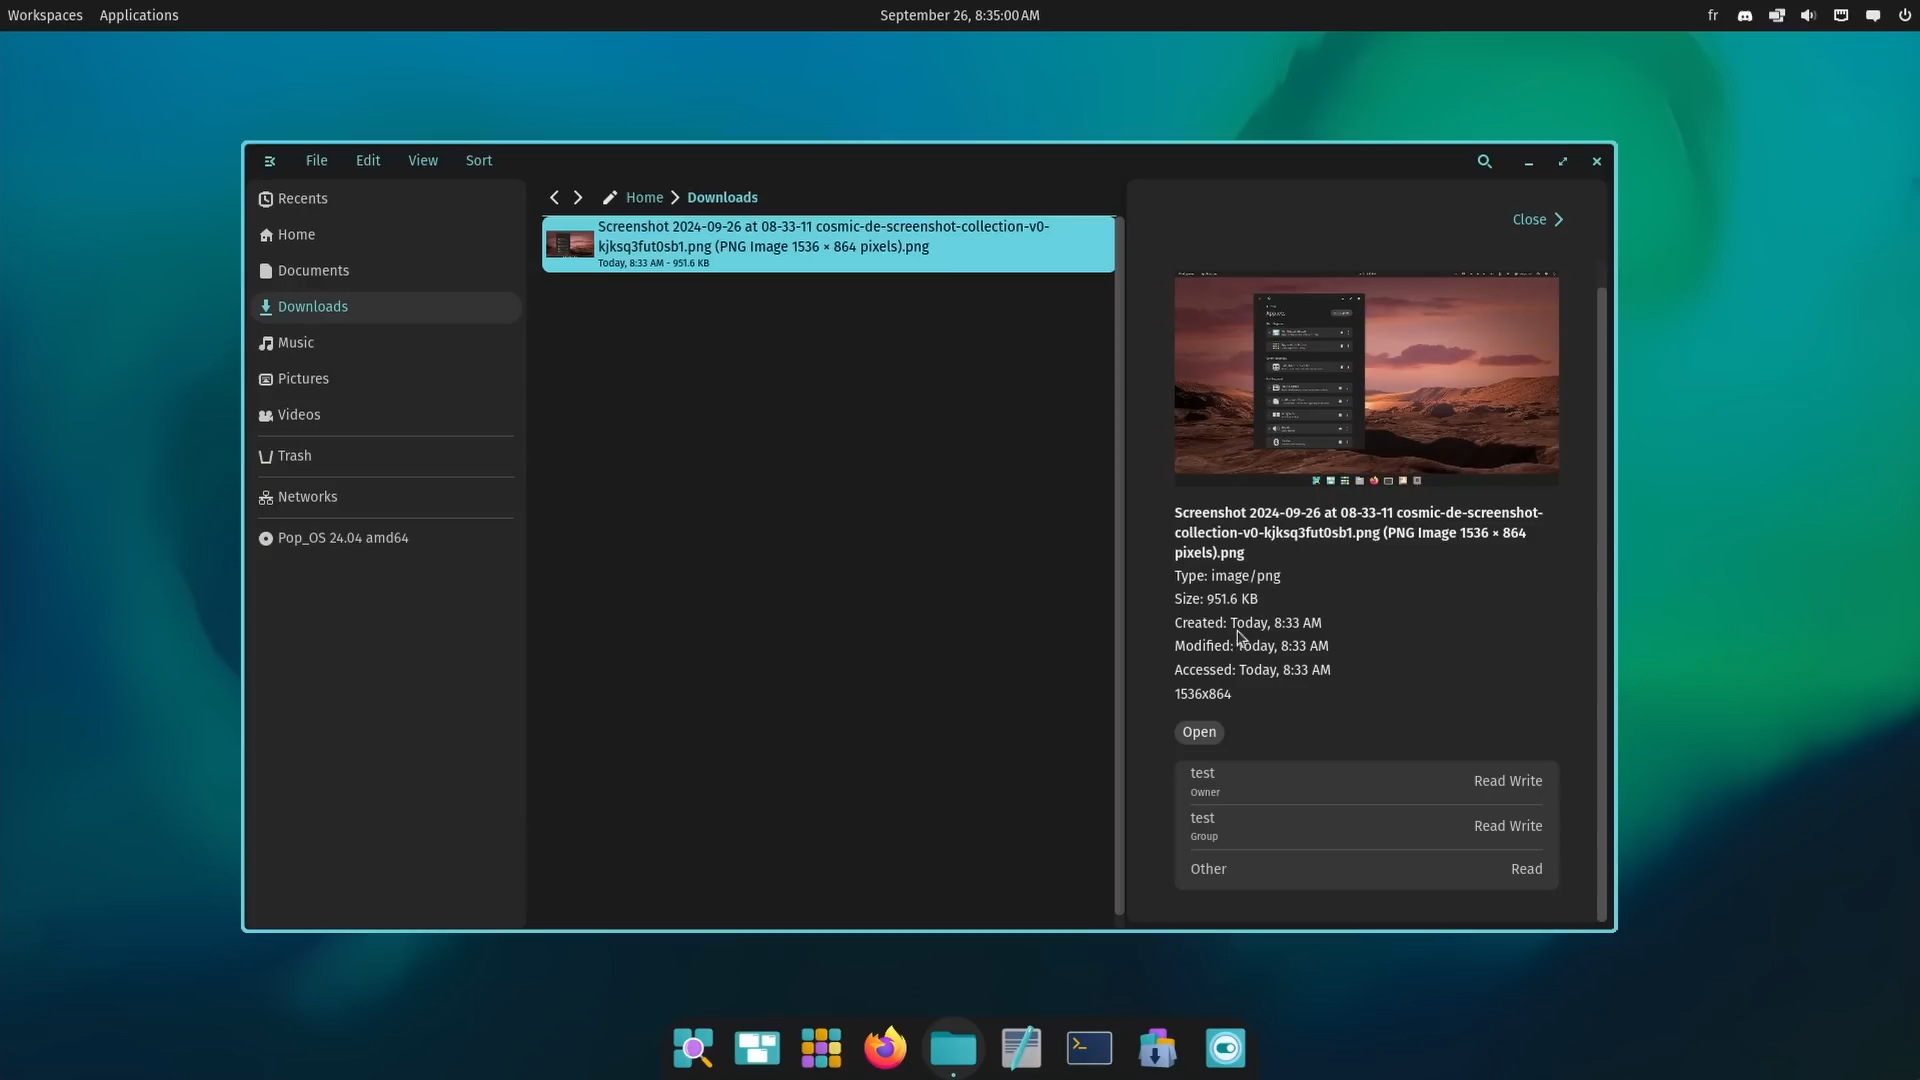 Workspaces Applications September 26, 8:35:00 AM fr
File Edit View Sort
Recents
Home
Documents
Downloads
Music
Pictures
Videos
Trash
Networks
Pop_OS 24.04 amd64
Home Downloads
Screenshot 2024-09-26 at 08-33-11 cosmic-de-screenshot-collection-v0-
kjksq3fut0sb1.png (PNG Image 1536 × 864 pixels).png
Today, 8:33 AM - 951.6 KB
Close
Screenshot 2024-09-26 at 08-33-11 cosmic-de-screenshot-
collection-v0-kjksq3fut0sb1.png (PNG Image 1536 × 864
pixels).png
Type: image/png
Size: 951.6 KB
Created: Today, 8:33 AM
Modified: Today, 8:33 AM
Accessed: Today, 8:33 AM
1536x864
Open
test Read Write
Owner
test Read Write
Group
Other Read